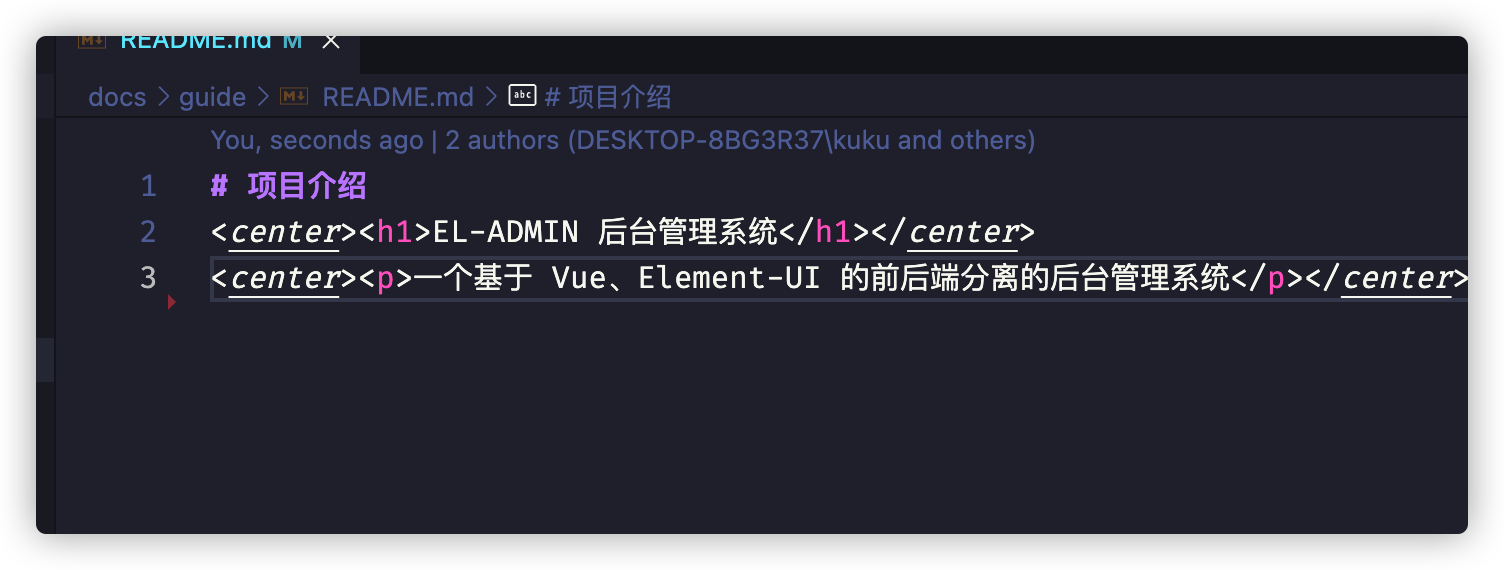 README.md M
docs > guide > README.md > abc # 项目介绍
You, seconds ago | 2 authors (DESKTOP-8BG3R37\kuku and others)
1 # 项目介绍
2 <center><h1>EL-ADMIN 后台管理系统</h1></center>
3 <center><p>一个基于 Vue、Element-UI 的前后端分离的后台管理系统</p></center>